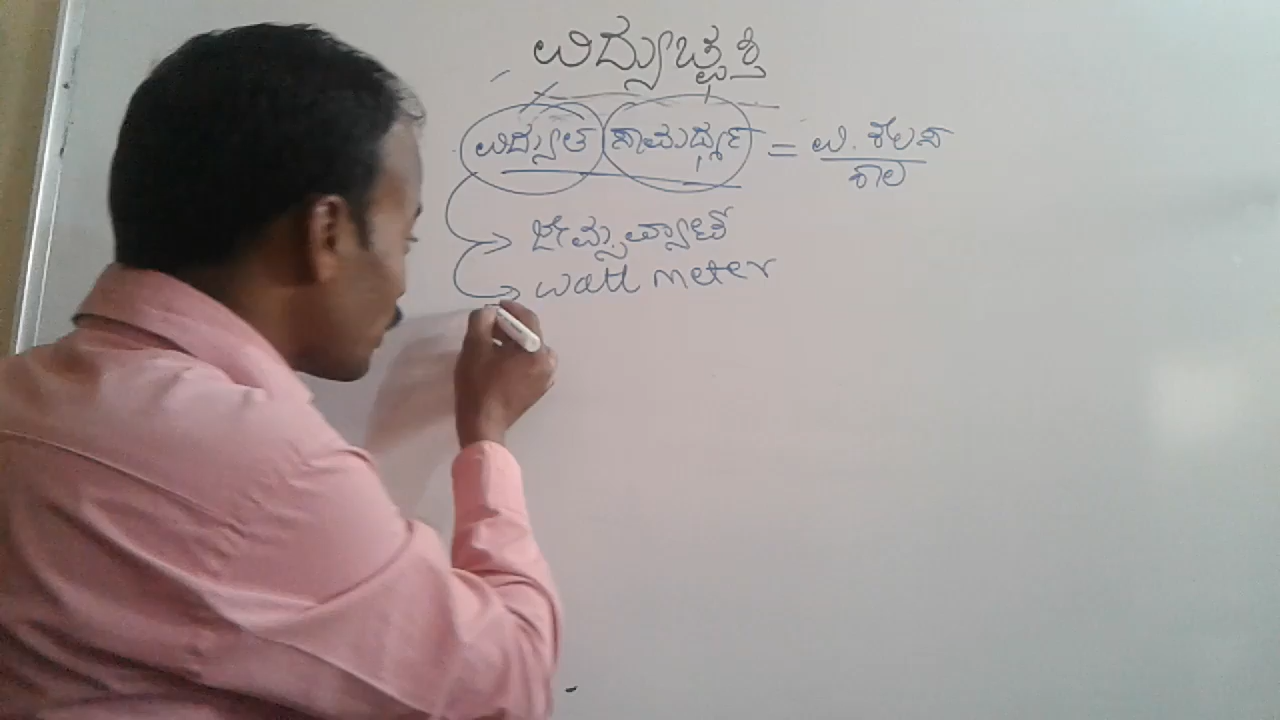 ವಿದ್ಯುಚ್ಛಕ್ತಿ
ವಿದ್ಯುತ ಸಾಮರ್ಥ್ಯ = ವಿ. ಕೆಲಸ / ಕಾಲ
ಜೇಮ್ಸ್ ವ್ಯಾಟ್
watt meter